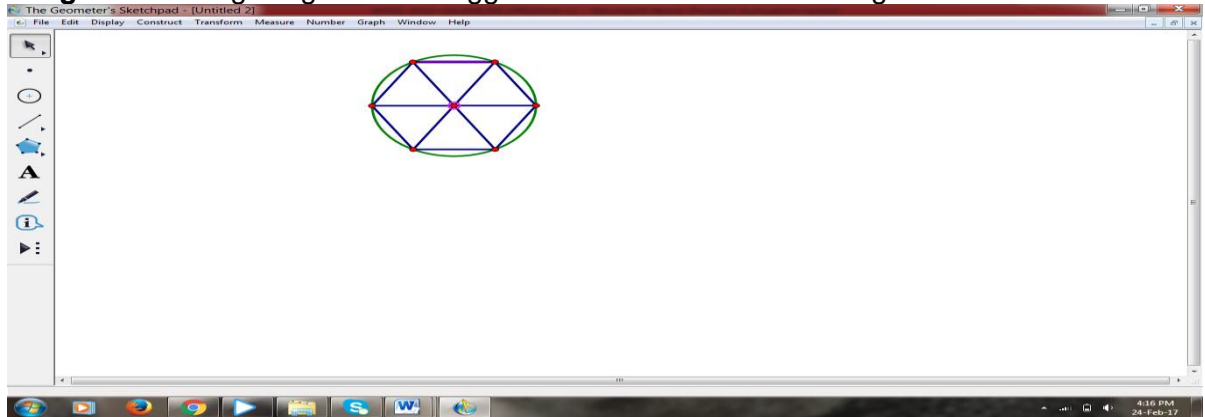 The Geometer's Sketchpad - [Untitled 2]
File Edit Display Construct Transform Measure Number Graph Window Help
A
4:16 PM
24-Feb-17